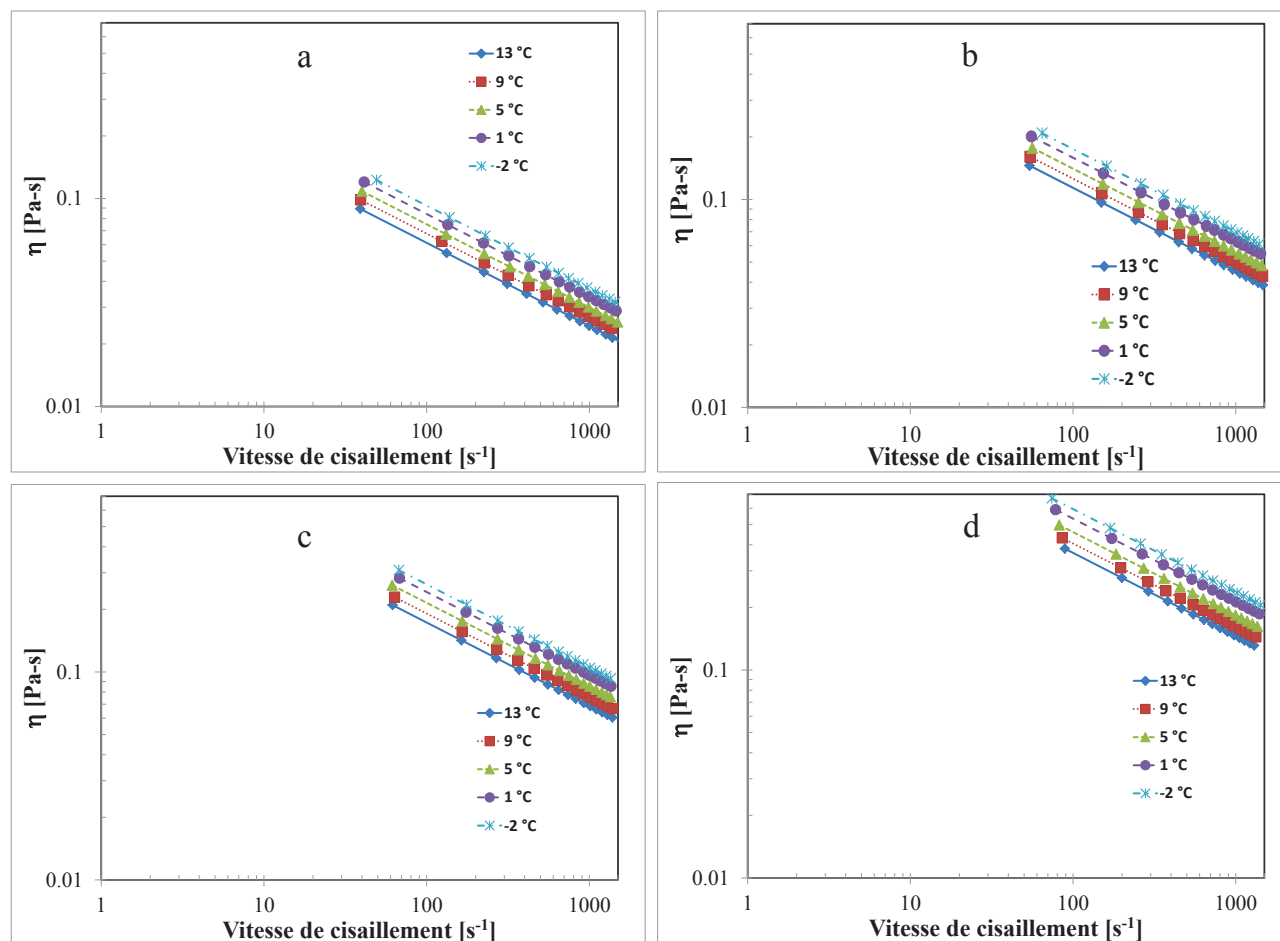 a
13 °C
9 °C
5 °C
1 °C
-2 °C
0.1
0.01
η [Pa-s]
1 10 100 1000
Vitesse de cisaillement [s-1]
b
0.1
0.01
η [Pa-s]
13 °C
9 °C
5 °C
1 °C
-2 °C
1 10 100 1000
Vitesse de cisaillement [s-1]
c
0.1
0.01
η [Pa-s]
13 °C
9 °C
5 °C
1 °C
-2 °C
1 10 100 1000
Vitesse de cisaillement [s-1]
d
0.1
0.01
η [Pa-s]
13 °C
9 °C
5 °C
1 °C
-2 °C
1 10 100 1000
Vitesse de cisaillement [s-1]